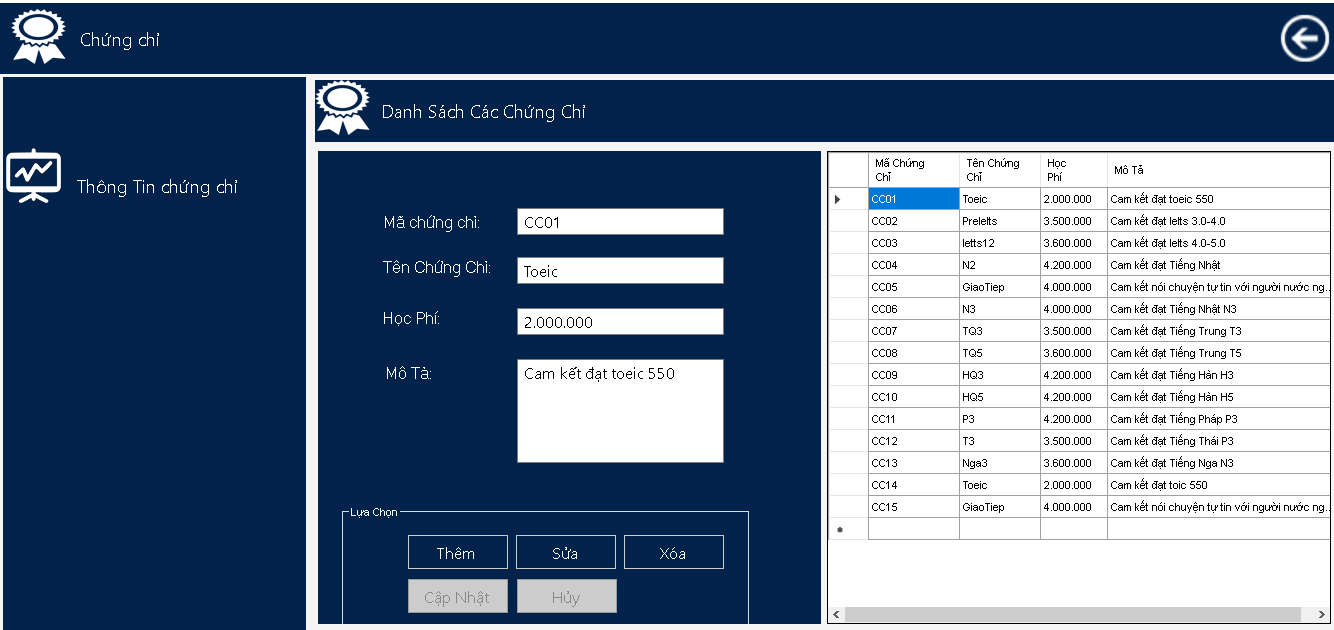 Chứng chỉ
Danh Sách Các Chứng Chỉ
Thông Tin chứng chỉ
Mã chứng chỉ: CC01
Tên Chứng Chỉ: Toeic
Học Phí: 2.000.000
Mô Tả: Cam kết đạt toeic 550
Lựa Chọn
Thêm Sửa Xóa
Cập Nhật Hủy
Mã Chứng Chỉ Tên Chứng Chỉ Học Phí Mô Tả
CC01 Toeic 2.000.000 Cam kết đạt toeic 550
CC02 PreIelts 3.500.000 Cam kết đạt Ielts 3.0-4.0
CC03 Ietts12 3.600.000 Cam kết đạt Ielts 4.0-5.0
CC04 N2 4.200.000 Cam kết đạt Tiếng Nhật
CC05 GiaoTiep 4.000.000 Cam kết nói chuyện tự tin với người nước ng...
CC06 N3 4.000.000 Cam kết đạt Tiếng Nhật N3
CC07 TQ3 3.500.000 Cam kết đạt Tiếng Trung T3
CC08 TQ5 3.600.000 Cam kết đạt Tiếng Trung T5
CC09 HQ3 4.200.000 Cam kết đạt Tiếng Hàn H3
CC10 HQ5 4.200.000 Cam kết đạt Tiếng Hàn H5
CC11 P3 4.200.000 Cam kết đạt Tiếng Pháp P3
CC12 T3 3.500.000 Cam kết đạt Tiếng Thái P3
CC13 Nga3 3.600.000 Cam kết đạt Tiếng Nga N3
CC14 Toeic 2.000.000 Cam kết đạt toic 550
CC15 GiaoTiep 4.000.000 Cam kết nói chuyện tự tin với người nước ng...